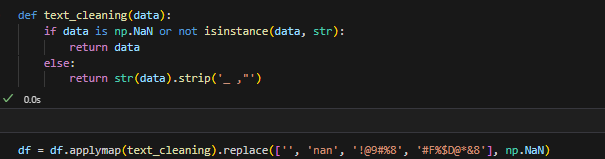 def text_cleaning(data):
    if data is np.NaN or not isinstance(data, str):
        return data
    else:
        return str(data).strip('_ ,"')
✓ 0.0s
df = df.applymap(text_cleaning).replace(['', 'nan', '!@9#%8', '#F%$D@*&8'], np.NaN)